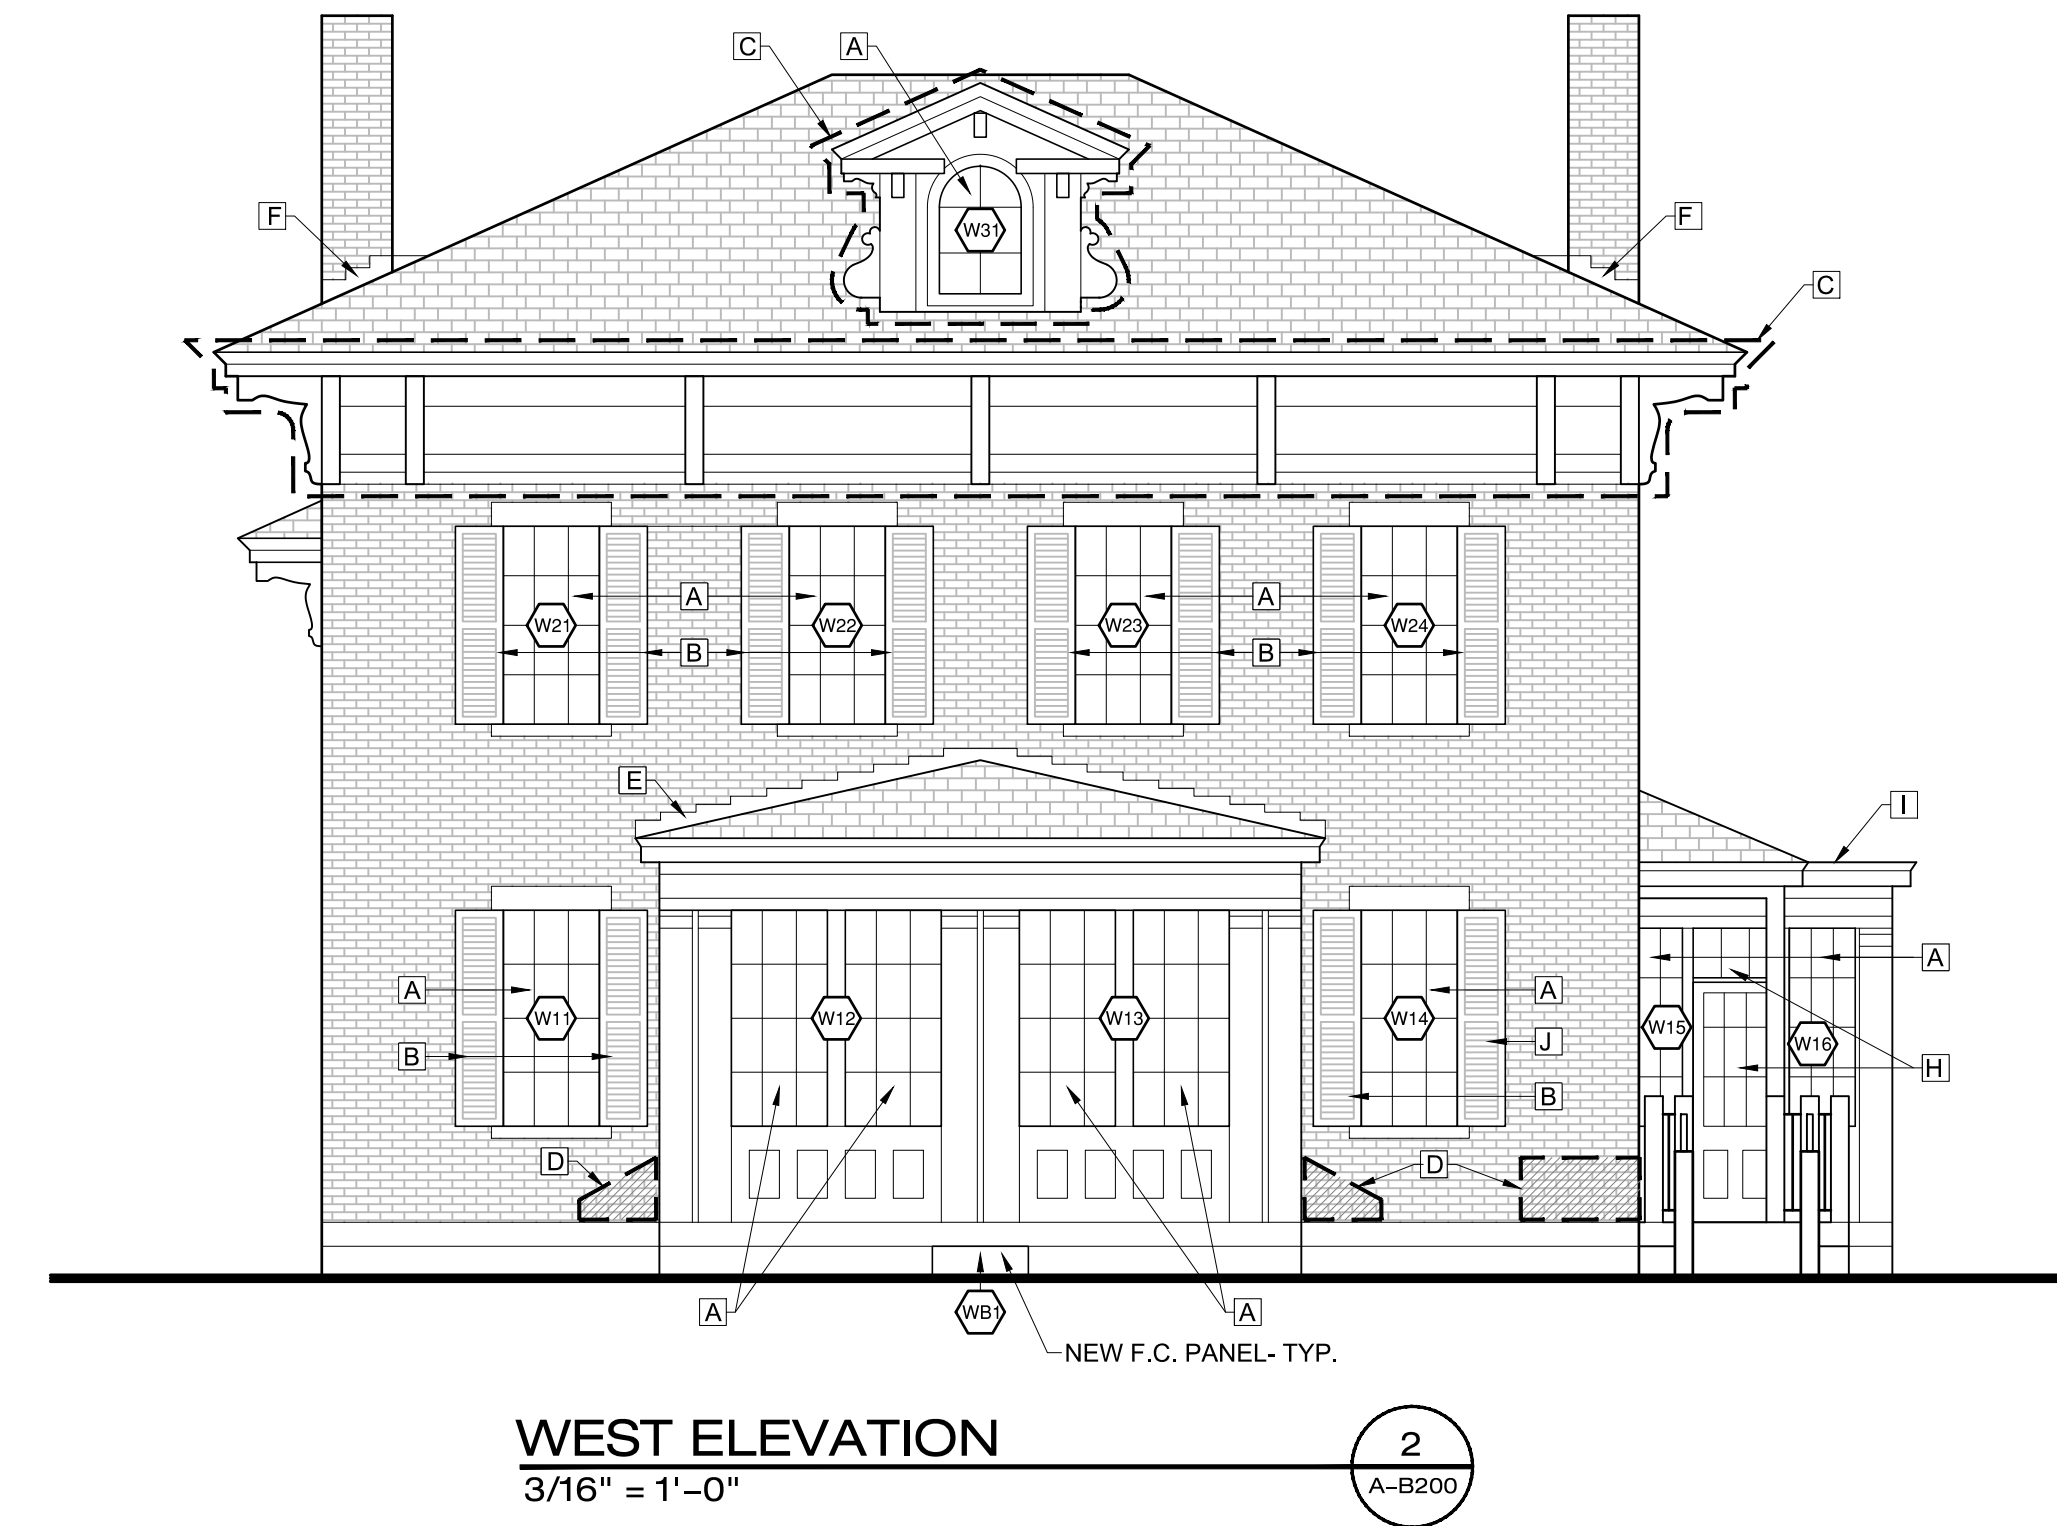 C
A
W31
F
F
C
A
A
W21
W22
W23
W24
B
B
E
I
A
A
A
W11
W12
W13
W14
W15
W16
B
J
H
B
D
D
A
WB1
A
NEW F.C. PANEL- TYP.
WEST ELEVATION
3/16" = 1'-0"
2
A-B200